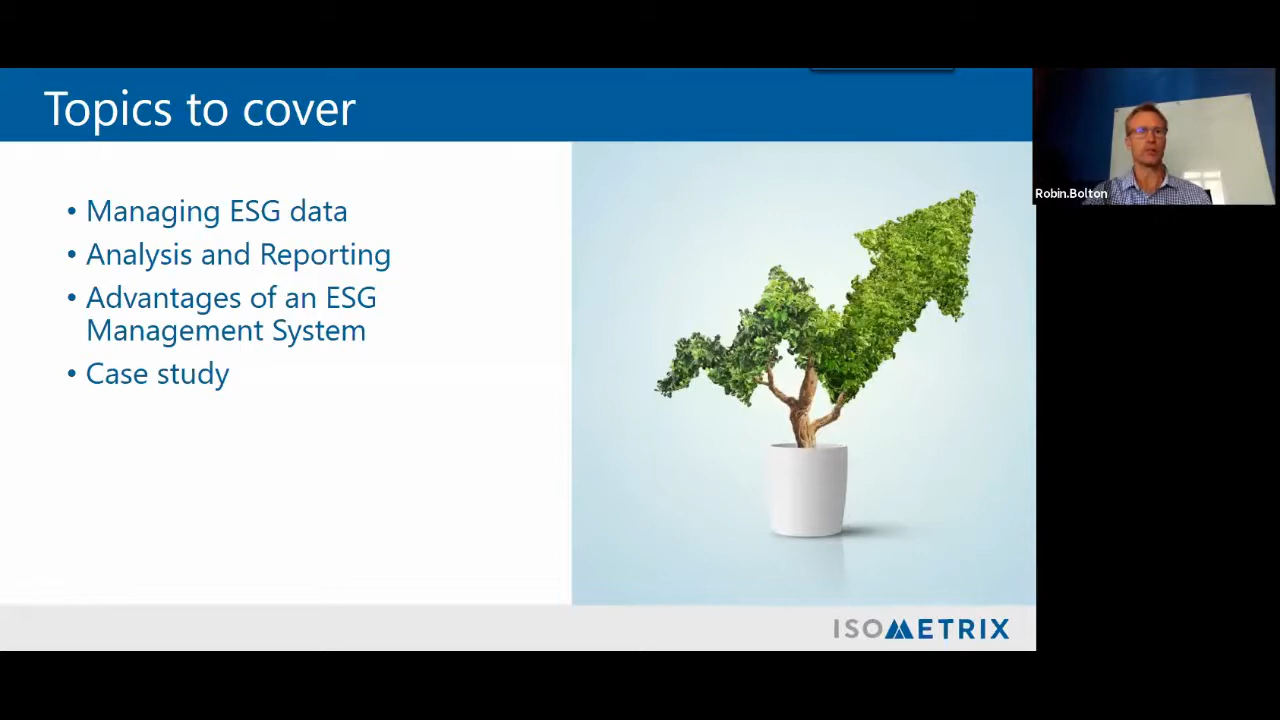 Topics to cover
• Managing ESG data
• Analysis and Reporting
• Advantages of an ESG
Management System
• Case study
Robin.Bolton
ISOMETRIX